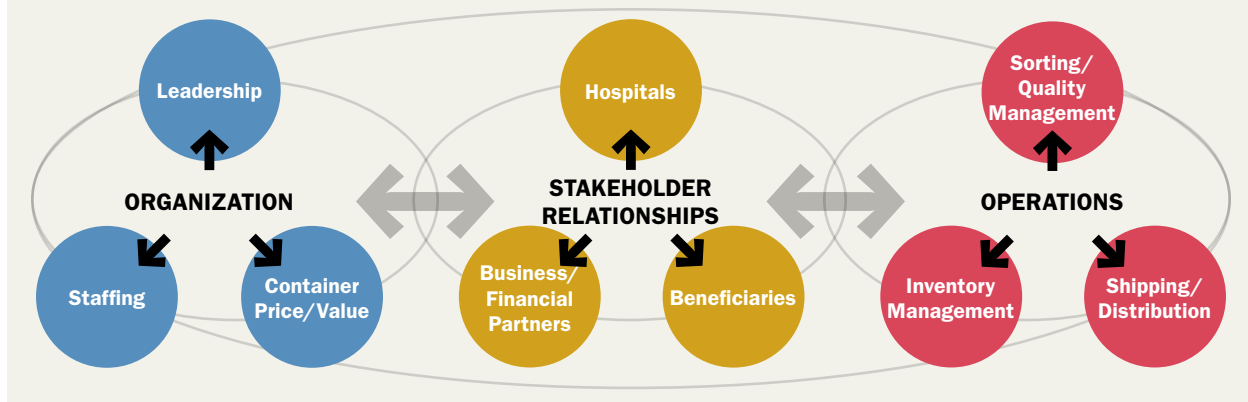 Leadership
ORGANIZATION
Staffing
Container
Price/Value
Hospitals
STAKEHOLDER
RELATIONSHIPS
Business/
Financial
Partners
Beneficiaries
Sorting/
Quality
Management
OPERATIONS
Inventory
Management
Shipping/
Distribution